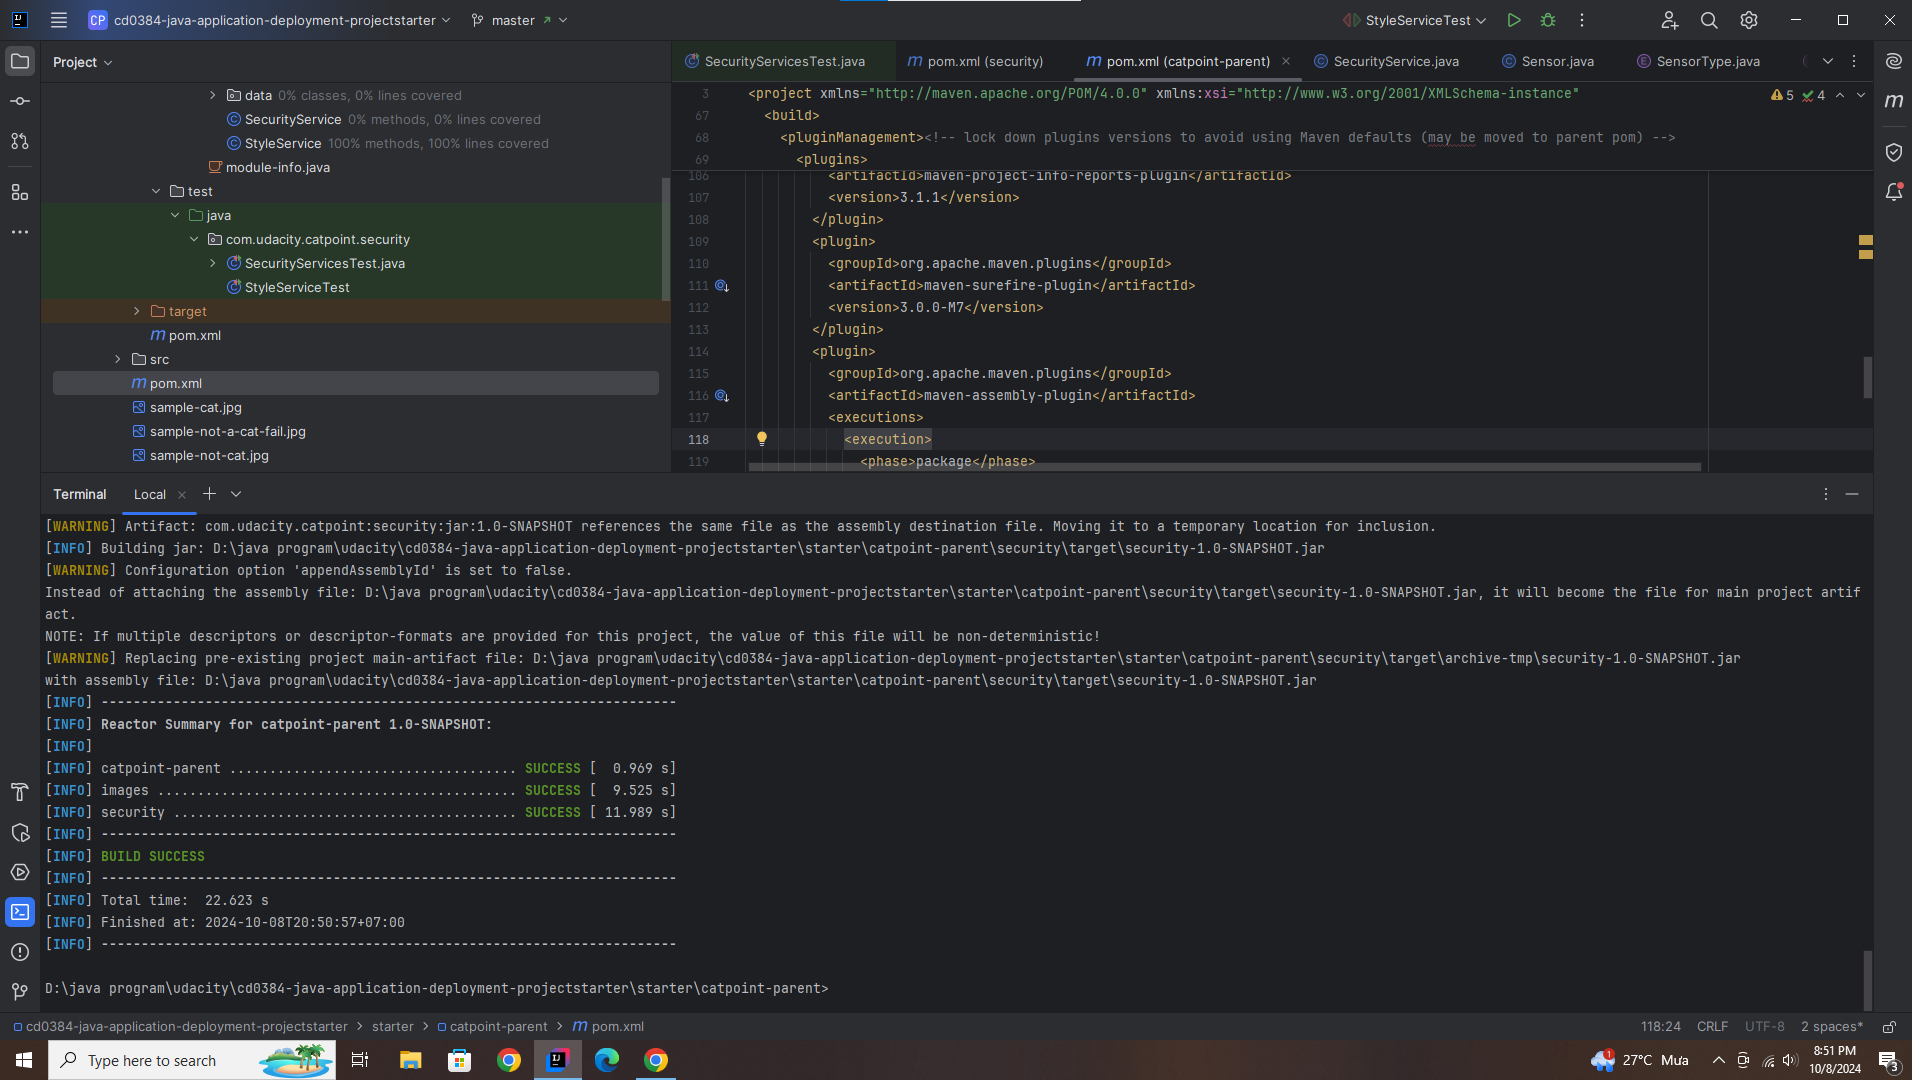 CP cd0384-java-application-deployment-projectstarter master StyleServiceTest
Project
data 0% classes, 0% lines covered
SecurityService 0% methods, 0% lines covered
StyleService 100% methods, 100% lines covered
module-info.java
test
java
com.udacity.catpoint.security
SecurityServicesTest.java
StyleServiceTest
target
pom.xml
src
pom.xml
sample-cat.jpg
sample-not-a-cat-fail.jpg
sample-not-cat.jpg
SecurityServicesTest.java pom.xml (security) pom.xml (catpoint-parent) SecurityService.java Sensor.java SensorType.java
3 <project xmlns="http://maven.apache.org/POM/4.0.0" xmlns:xsi="http://www.w3.org/2001/XMLSchema-instance" 5 4
67 <build>
68 <pluginManagement><!-- lock down plugins versions to avoid using Maven defaults (may be moved to parent pom) -->
69 <plugins>
106 <artifactId>maven-project-info-reports-plugin</artifactId>
107 <version>3.1.1</version>
108 </plugin>
109 <plugin>
110 <groupId>org.apache.maven.plugins</groupId>
111 <artifactId>maven-surefire-plugin</artifactId>
112 <version>3.0.0-M7</version>
113 </plugin>
114 <plugin>
115 <groupId>org.apache.maven.plugins</groupId>
116 <artifactId>maven-assembly-plugin</artifactId>
117 <executions>
118 <execution>
119 <phase>package</phase>
Terminal Local
[WARNING] Artifact: com.udacity.catpoint:security:jar:1.0-SNAPSHOT references the same file as the assembly destination file. Moving it to a temporary location for inclusion.
[INFO] Building jar: D:\java program\udacity\cd0384-java-application-deployment-projectstarter\starter\catpoint-parent\security\target\security-1.0-SNAPSHOT.jar
[WARNING] Configuration option 'appendAssemblyId' is set to false.
Instead of attaching the assembly file: D:\java program\udacity\cd0384-java-application-deployment-projectstarter\starter\catpoint-parent\security\target\security-1.0-SNAPSHOT.jar, it will become the file for main project artif
act.
NOTE: If multiple descriptors or descriptor-formats are provided for this project, the value of this file will be non-deterministic!
[WARNING] Replacing pre-existing project main-artifact file: D:\java program\udacity\cd0384-java-application-deployment-projectstarter\starter\catpoint-parent\security\target\archive-tmp\security-1.0-SNAPSHOT.jar
with assembly file: D:\java program\udacity\cd0384-java-application-deployment-projectstarter\starter\catpoint-parent\security\target\security-1.0-SNAPSHOT.jar
[INFO] ------------------------------------------------------------------------
[INFO] Reactor Summary for catpoint-parent 1.0-SNAPSHOT:
[INFO]
[INFO] catpoint-parent .................................... SUCCESS [  0.969 s]
[INFO] images ............................................. SUCCESS [  9.525 s]
[INFO] security ........................................... SUCCESS [ 11.989 s]
[INFO] ------------------------------------------------------------------------
[INFO] BUILD SUCCESS
[INFO] ------------------------------------------------------------------------
[INFO] Total time:  22.623 s
[INFO] Finished at: 2024-10-08T20:50:57+07:00
[INFO] ------------------------------------------------------------------------
D:\java program\udacity\cd0384-java-application-deployment-projectstarter\starter\catpoint-parent>
cd0384-java-application-deployment-projectstarter > starter > catpoint-parent > pom.xml 118:24 CRLF UTF-8 2 spaces*
Type here to search 1 27°C Mưa 8:51 PM
10/8/2024 3